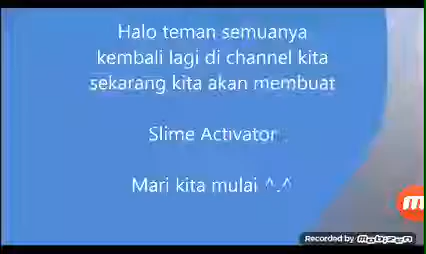 Halo teman semuanya
kembali lagi di channel kita
sekarang kita akan membuat
Slime Activator
Mari kita mulai ^.^
m
Recorded by Mobizen